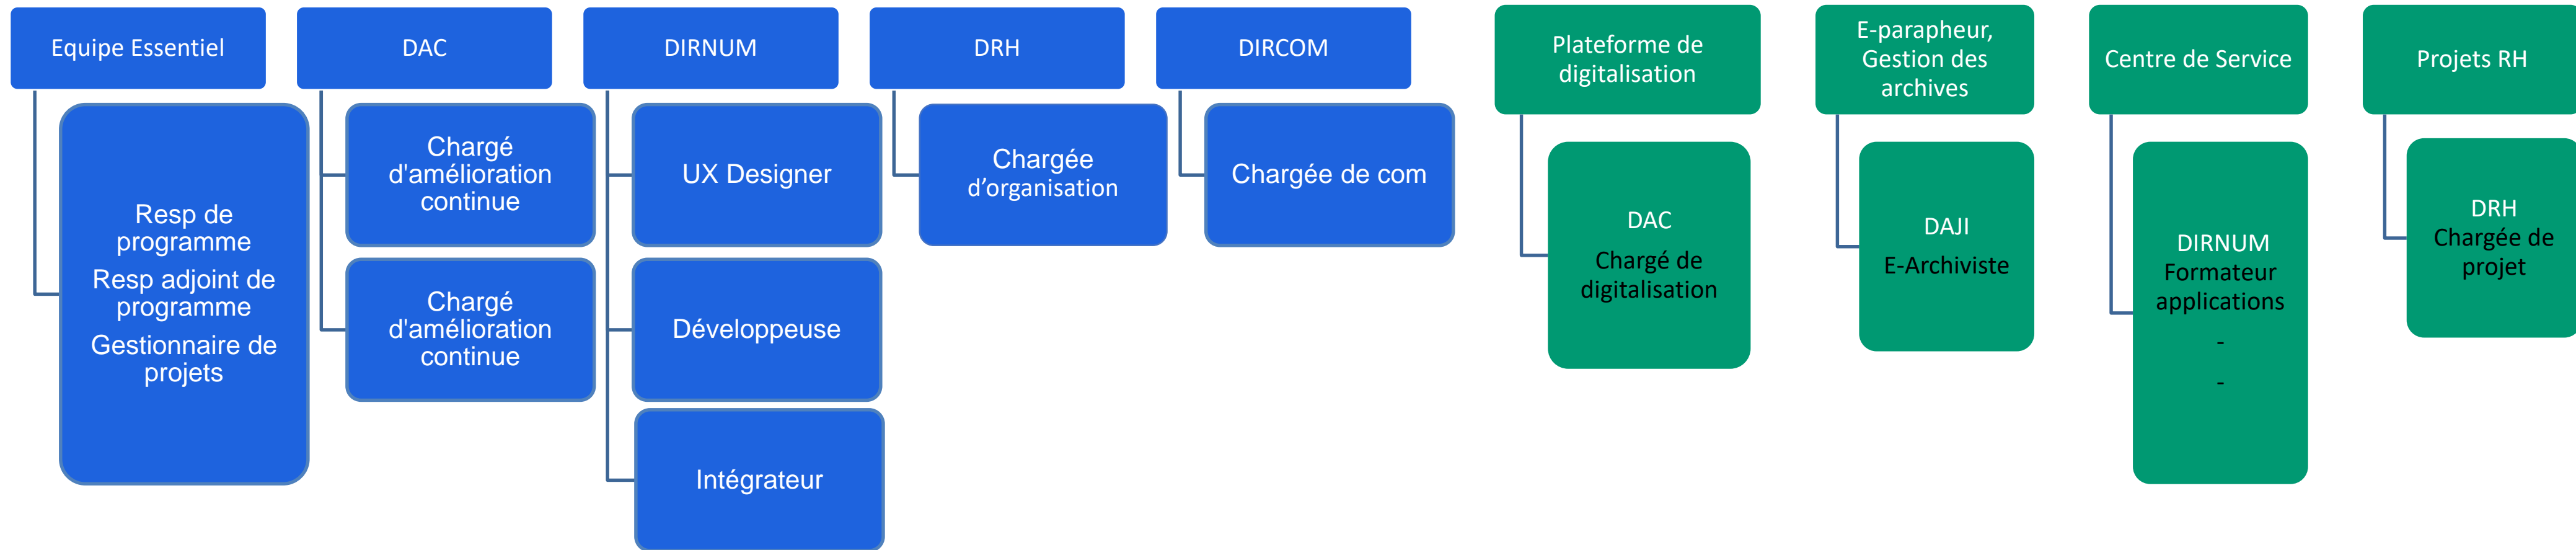 Equipe Essentiel
Resp de
programme
Resp adjoint de
programme
Gestionnaire de
projets
DAC
Chargé
d'amélioration
continue
Chargé
d'amélioration
continue
DIRNUM
UX Designer
Développeuse
Intégrateur
DRH
Chargée
d’organisation
DIRCOM
Chargée de com
Plateforme de
digitalisation
DAC
Chargé de
digitalisation
E-parapheur,
Gestion des
archives
DAJI
E-Archiviste
Centre de Service
DIRNUM
Formateur
applications
-
-
Projets RH
DRH
Chargée de
projet